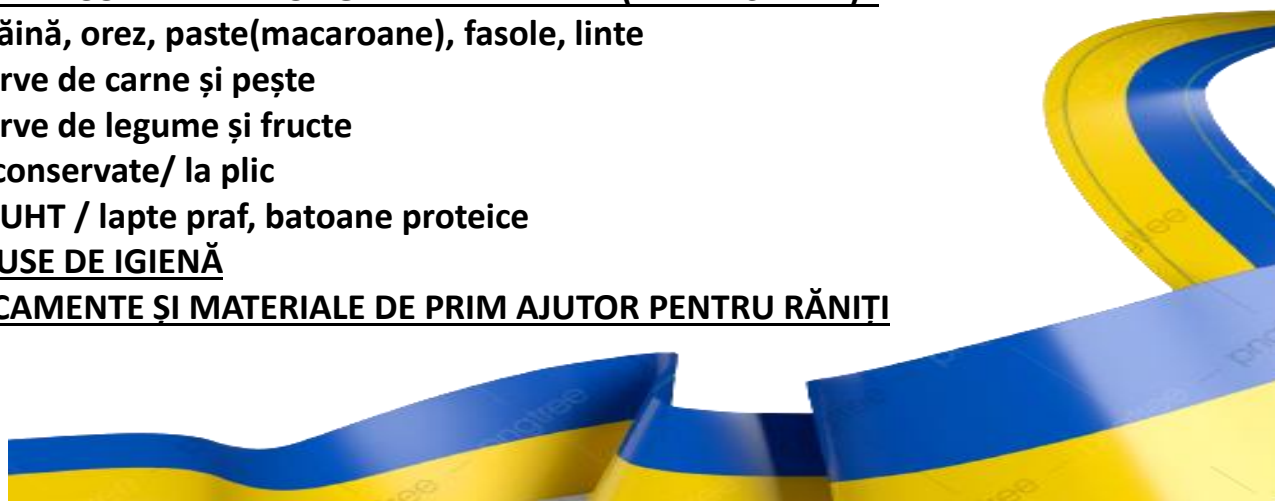 ăină, orez, paste(macaroane), fasole, linte
rve de carne și pește
rve de legume și fructe
conservate/ la plic
UHT / lapte praf, batoane proteice
USE DE IGIENĂ
CAMENTE ȘI MATERIALE DE PRIM AJUTOR PENTRU RĂNIȚI
pngtree